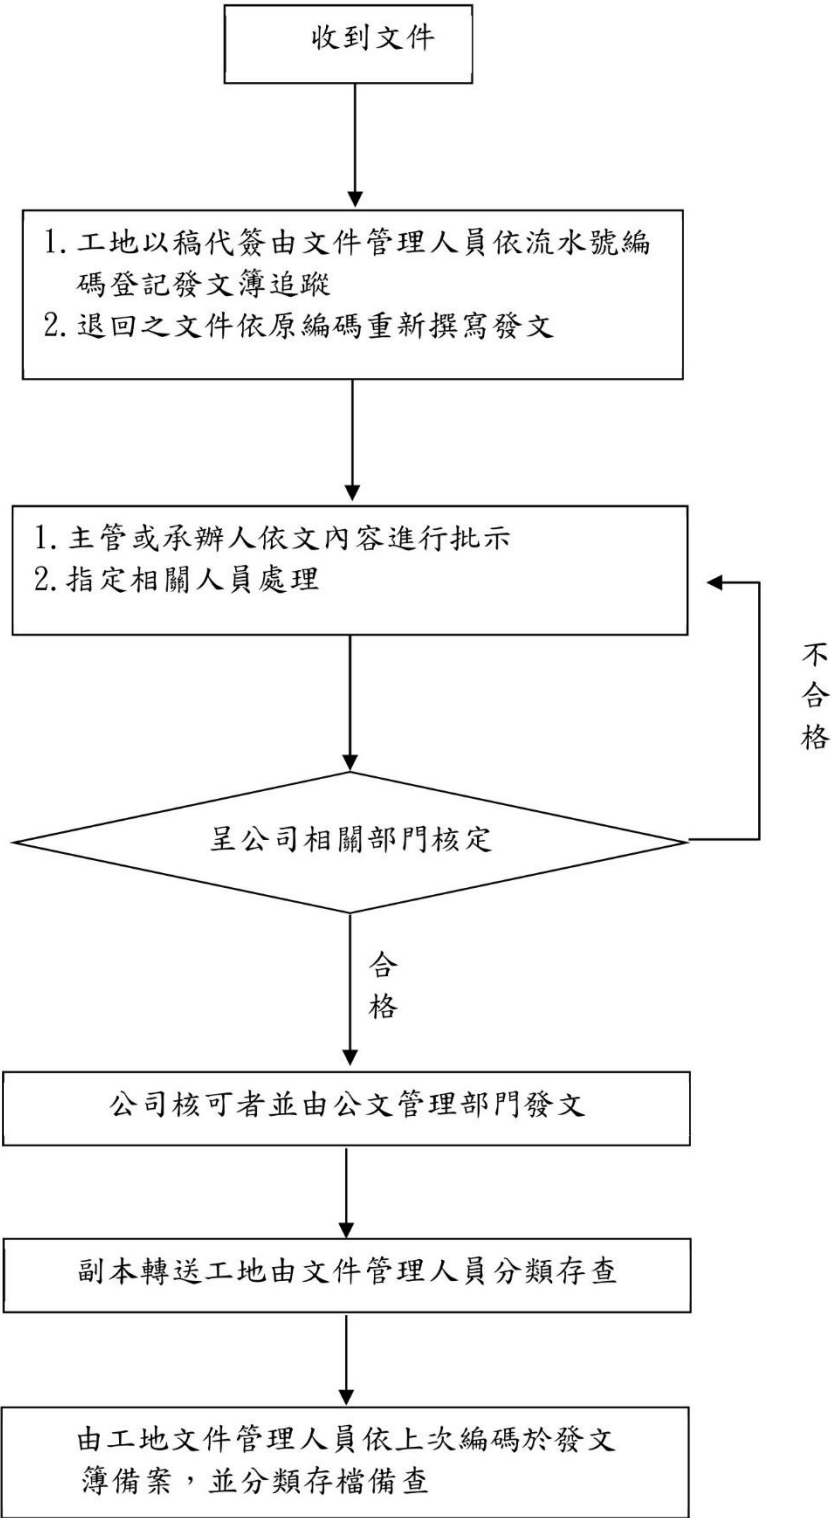 收到文件
1. 工地以稿代簽由文件管理人員依流水號編
碼登記發文簿追蹤
2. 退回之文件依原編碼重新撰寫發文
1. 主管或承辦人依文內容進行批示
2. 指定相關人員處理
不合格
呈公司相關部門核定
合格
公司核可者並由公文管理部門發文
副本轉送工地由文件管理人員分類存查
由工地文件管理人員依上次編碼於發文
簿備案，並分類存檔備查